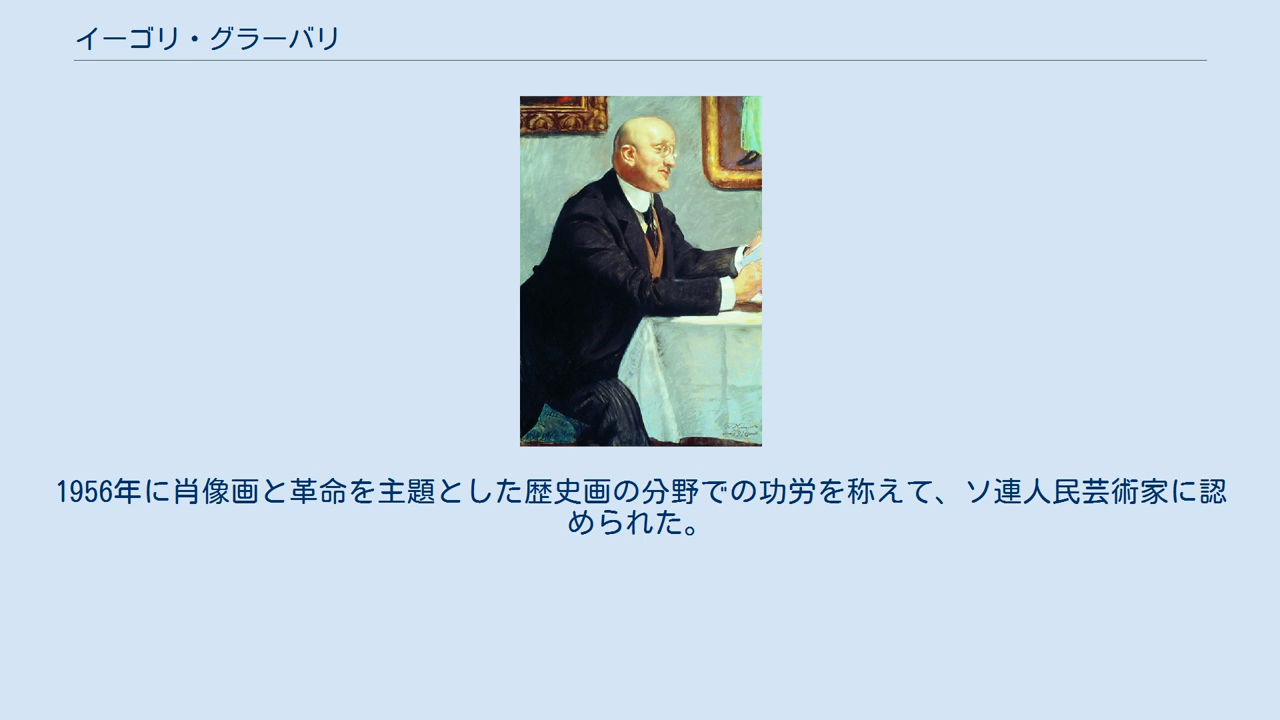 イーゴリ・グラーバリ
1956年に肖像画と革命を主題とした歴史画の分野での功労を称えて、ソ連人民芸術家に認
められた。